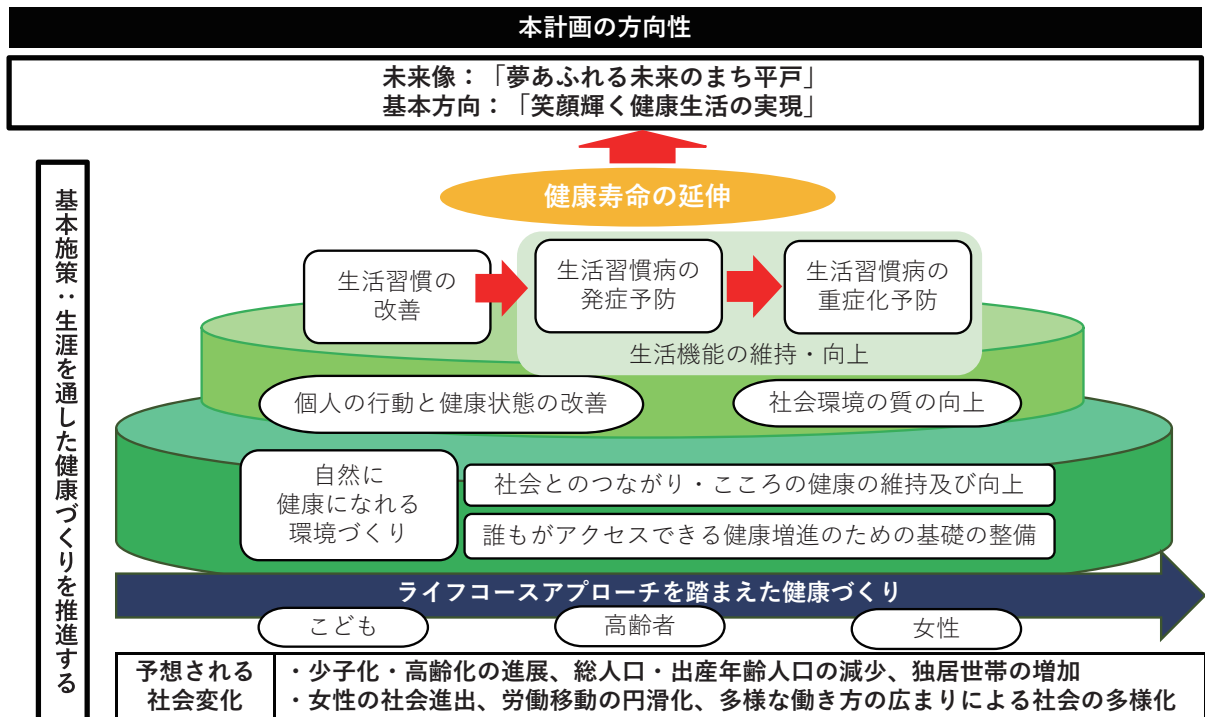 本計画の方向性
未来像：「夢あふれる未来のまち平戸」
基本方向：「笑顔輝く健康生活の実現」
基本施策：生涯を通した健康づくりを推進する
健康寿命の延伸
生活習慣の
改善
生活習慣病の
発症予防
生活習慣病の
重症化予防
生活機能の維持・向上
個人の行動と健康状態の改善
社会環境の質の向上
自然に
健康になれる
環境づくり
社会とのつながり・こころの健康の維持及び向上
誰もがアクセスできる健康増進のための基礎の整備
ライフコースアプローチを踏まえた健康づくり
こども
高齢者
女性
予想される
社会変化
・少子化・高齢化の進展、総人口・出産年齢人口の減少、独居世帯の増加
・女性の社会進出、労働移動の円滑化、多様な働き方の広まりによる社会の多様化